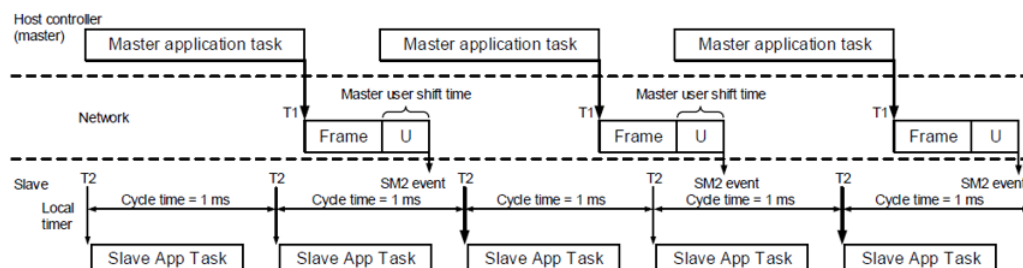 Host controller
(master)
Master application task
Master application task
Master application task
Master user shift time
Master user shift time
Network
T1
T1
T1
Frame
U
Frame
U
Frame
U
Slave
T2
T2
SM2 event
T2
T2
SM2 event
T2
SM2 event
Local
timer
Cycle time = 1 ms
Cycle time = 1 ms
Cycle time = 1 ms
Cycle time = 1 ms
Cycle time = 1 ms
Slave App Task
Slave App Task
Slave App Task
Slave App Task
Slave App Task